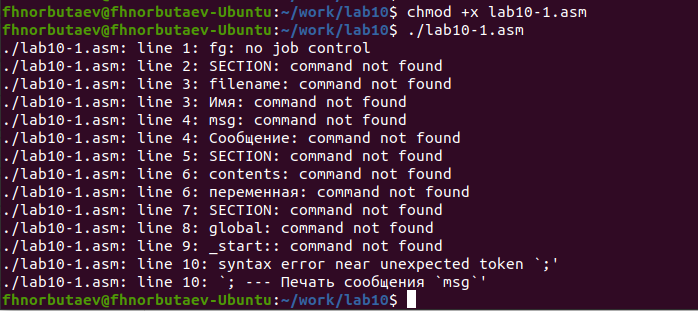 fhnorbutaev@fhnorbutaev-Ubuntu:~/work/lab10$ chmod +x lab10-1.asm
fhnorbutaev@fhnorbutaev-Ubuntu:~/work/lab10$ ./lab10-1.asm
./lab10-1.asm: line 1: fg: no job control
./lab10-1.asm: line 2: SECTION: command not found
./lab10-1.asm: line 3: filename: command not found
./lab10-1.asm: line 3: Имя: command not found
./lab10-1.asm: line 4: msg: command not found
./lab10-1.asm: line 4: Сообщение: command not found
./lab10-1.asm: line 5: SECTION: command not found
./lab10-1.asm: line 6: contents: command not found
./lab10-1.asm: line 6: переменная: command not found
./lab10-1.asm: line 7: SECTION: command not found
./lab10-1.asm: line 8: global: command not found
./lab10-1.asm: line 9: _start:: command not found
./lab10-1.asm: line 10: syntax error near unexpected token `;'
./lab10-1.asm: line 10: `; --- Печать сообщения `msg`'
fhnorbutaev@fhnorbutaev-Ubuntu:~/work/lab10$